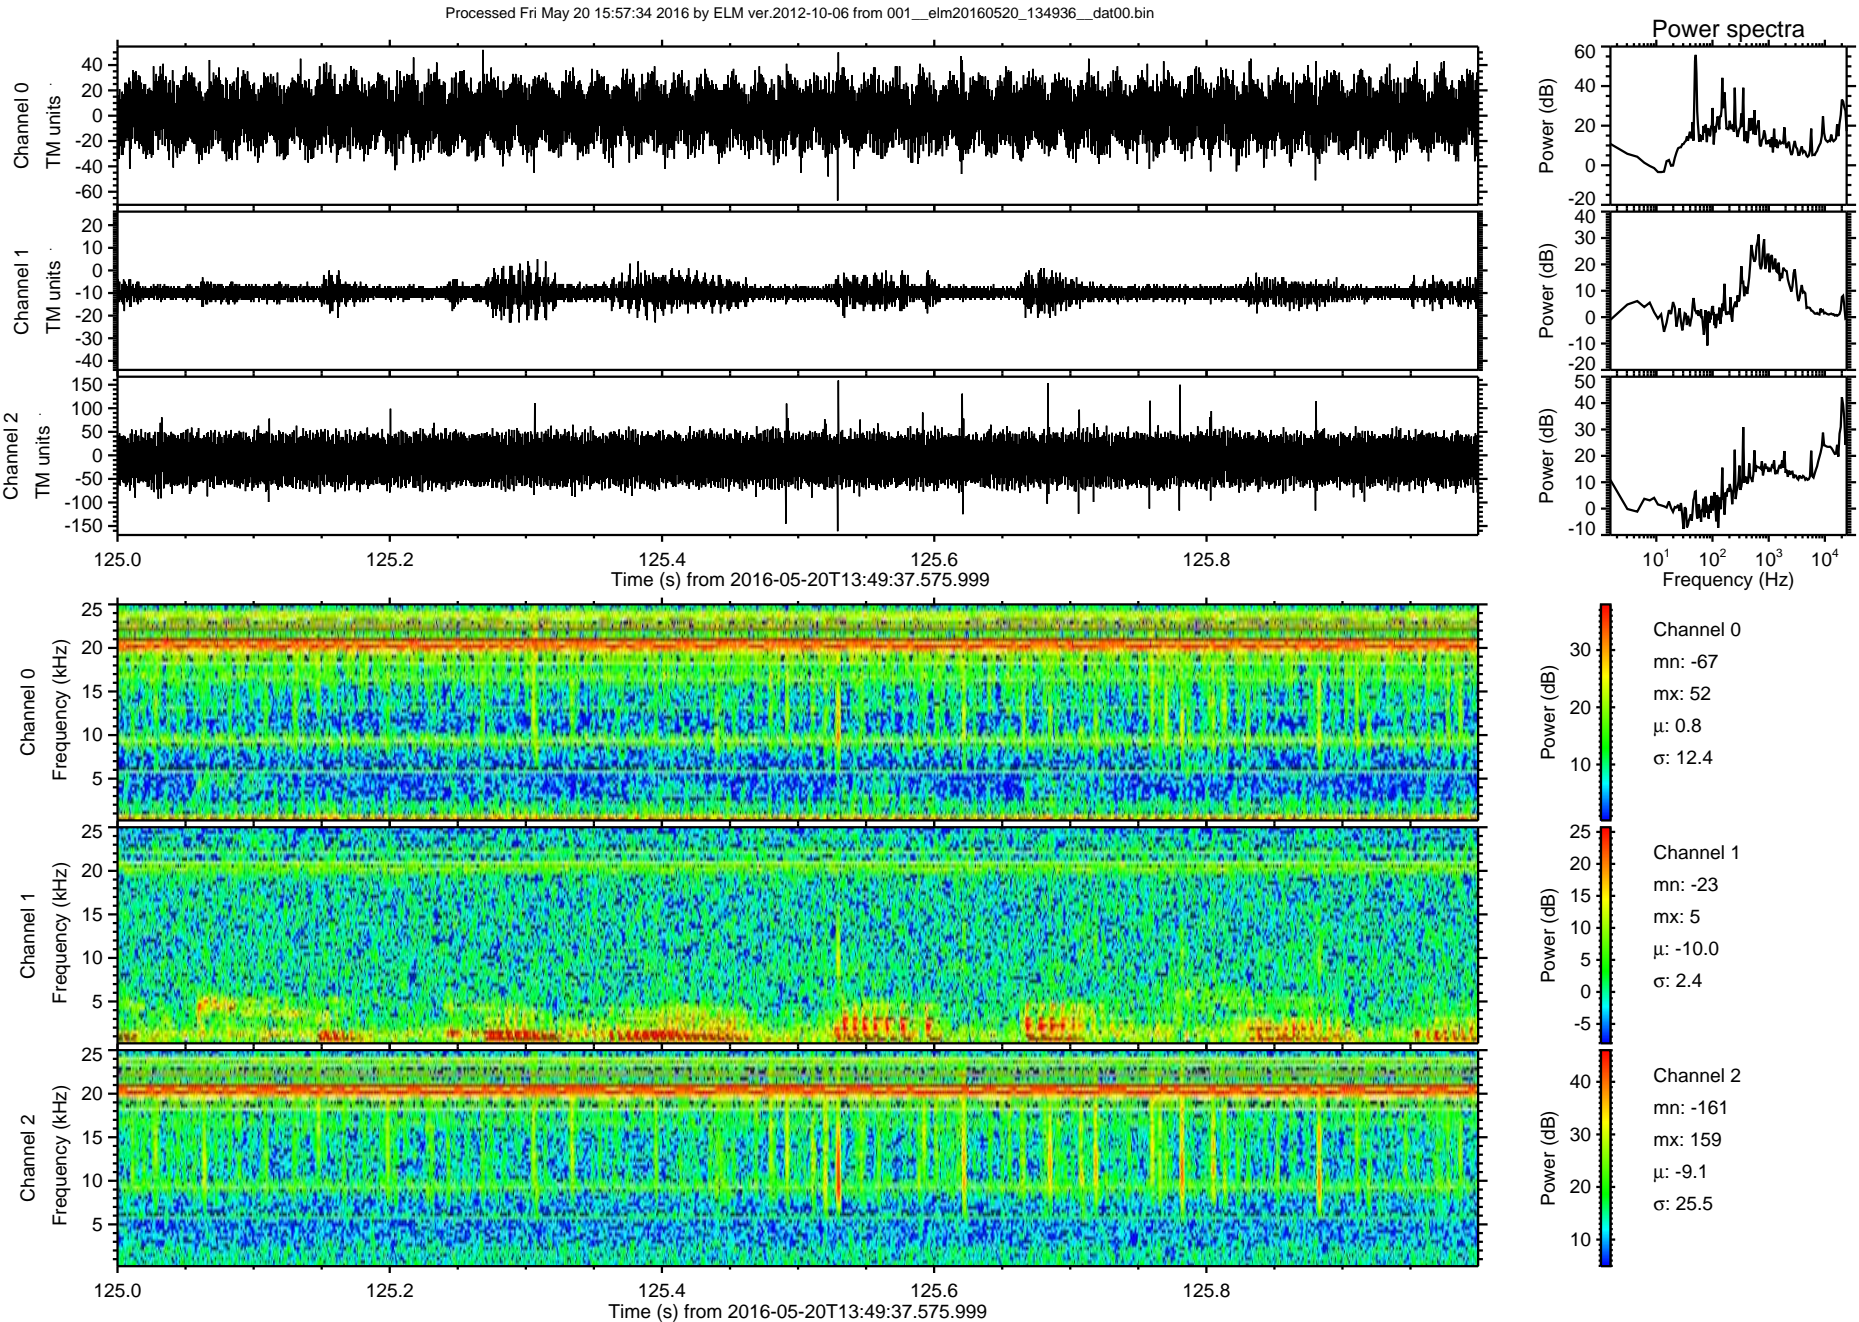 Processed Fri May 20 15:57:34 2016 by ELM ver.2012-10-06 from 001__elm20160520_134936__dat00.bin
Power spectra
Channel 0
TM units
40
20
0
-20
-40
-60
Power (dB)
60
40
20
0
-20
Channel 1
TM units
20
10
0
-10
-20
-30
-40
Power (dB)
40
30
20
10
0
-10
-20
Channel 2
TM units
150
100
50
0
-50
-100
-150
Power (dB)
50
40
30
20
10
0
-10
125.0 125.2 125.4 125.6 125.8
Time (s) from 2016-05-20T13:49:37.575.999
10^1 10^2 10^3 10^4
Frequency (Hz)
Channel 0
Frequency (kHz)
25
20
15
10
5
Power (dB)
30
20
10
Channel 0
mn: -67
mx: 52
μ: 0.8
σ: 12.4
Channel 1
Frequency (kHz)
25
20
15
10
5
Power (dB)
25
20
15
10
5
0
-5
Channel 1
mn: -23
mx: 5
μ: -10.0
σ: 2.4
Channel 2
Frequency (kHz)
25
20
15
10
5
Power (dB)
40
30
20
10
Channel 2
mn: -161
mx: 159
μ: -9.1
σ: 25.5
125.0 125.2 125.4 125.6 125.8
Time (s) from 2016-05-20T13:49:37.575.999